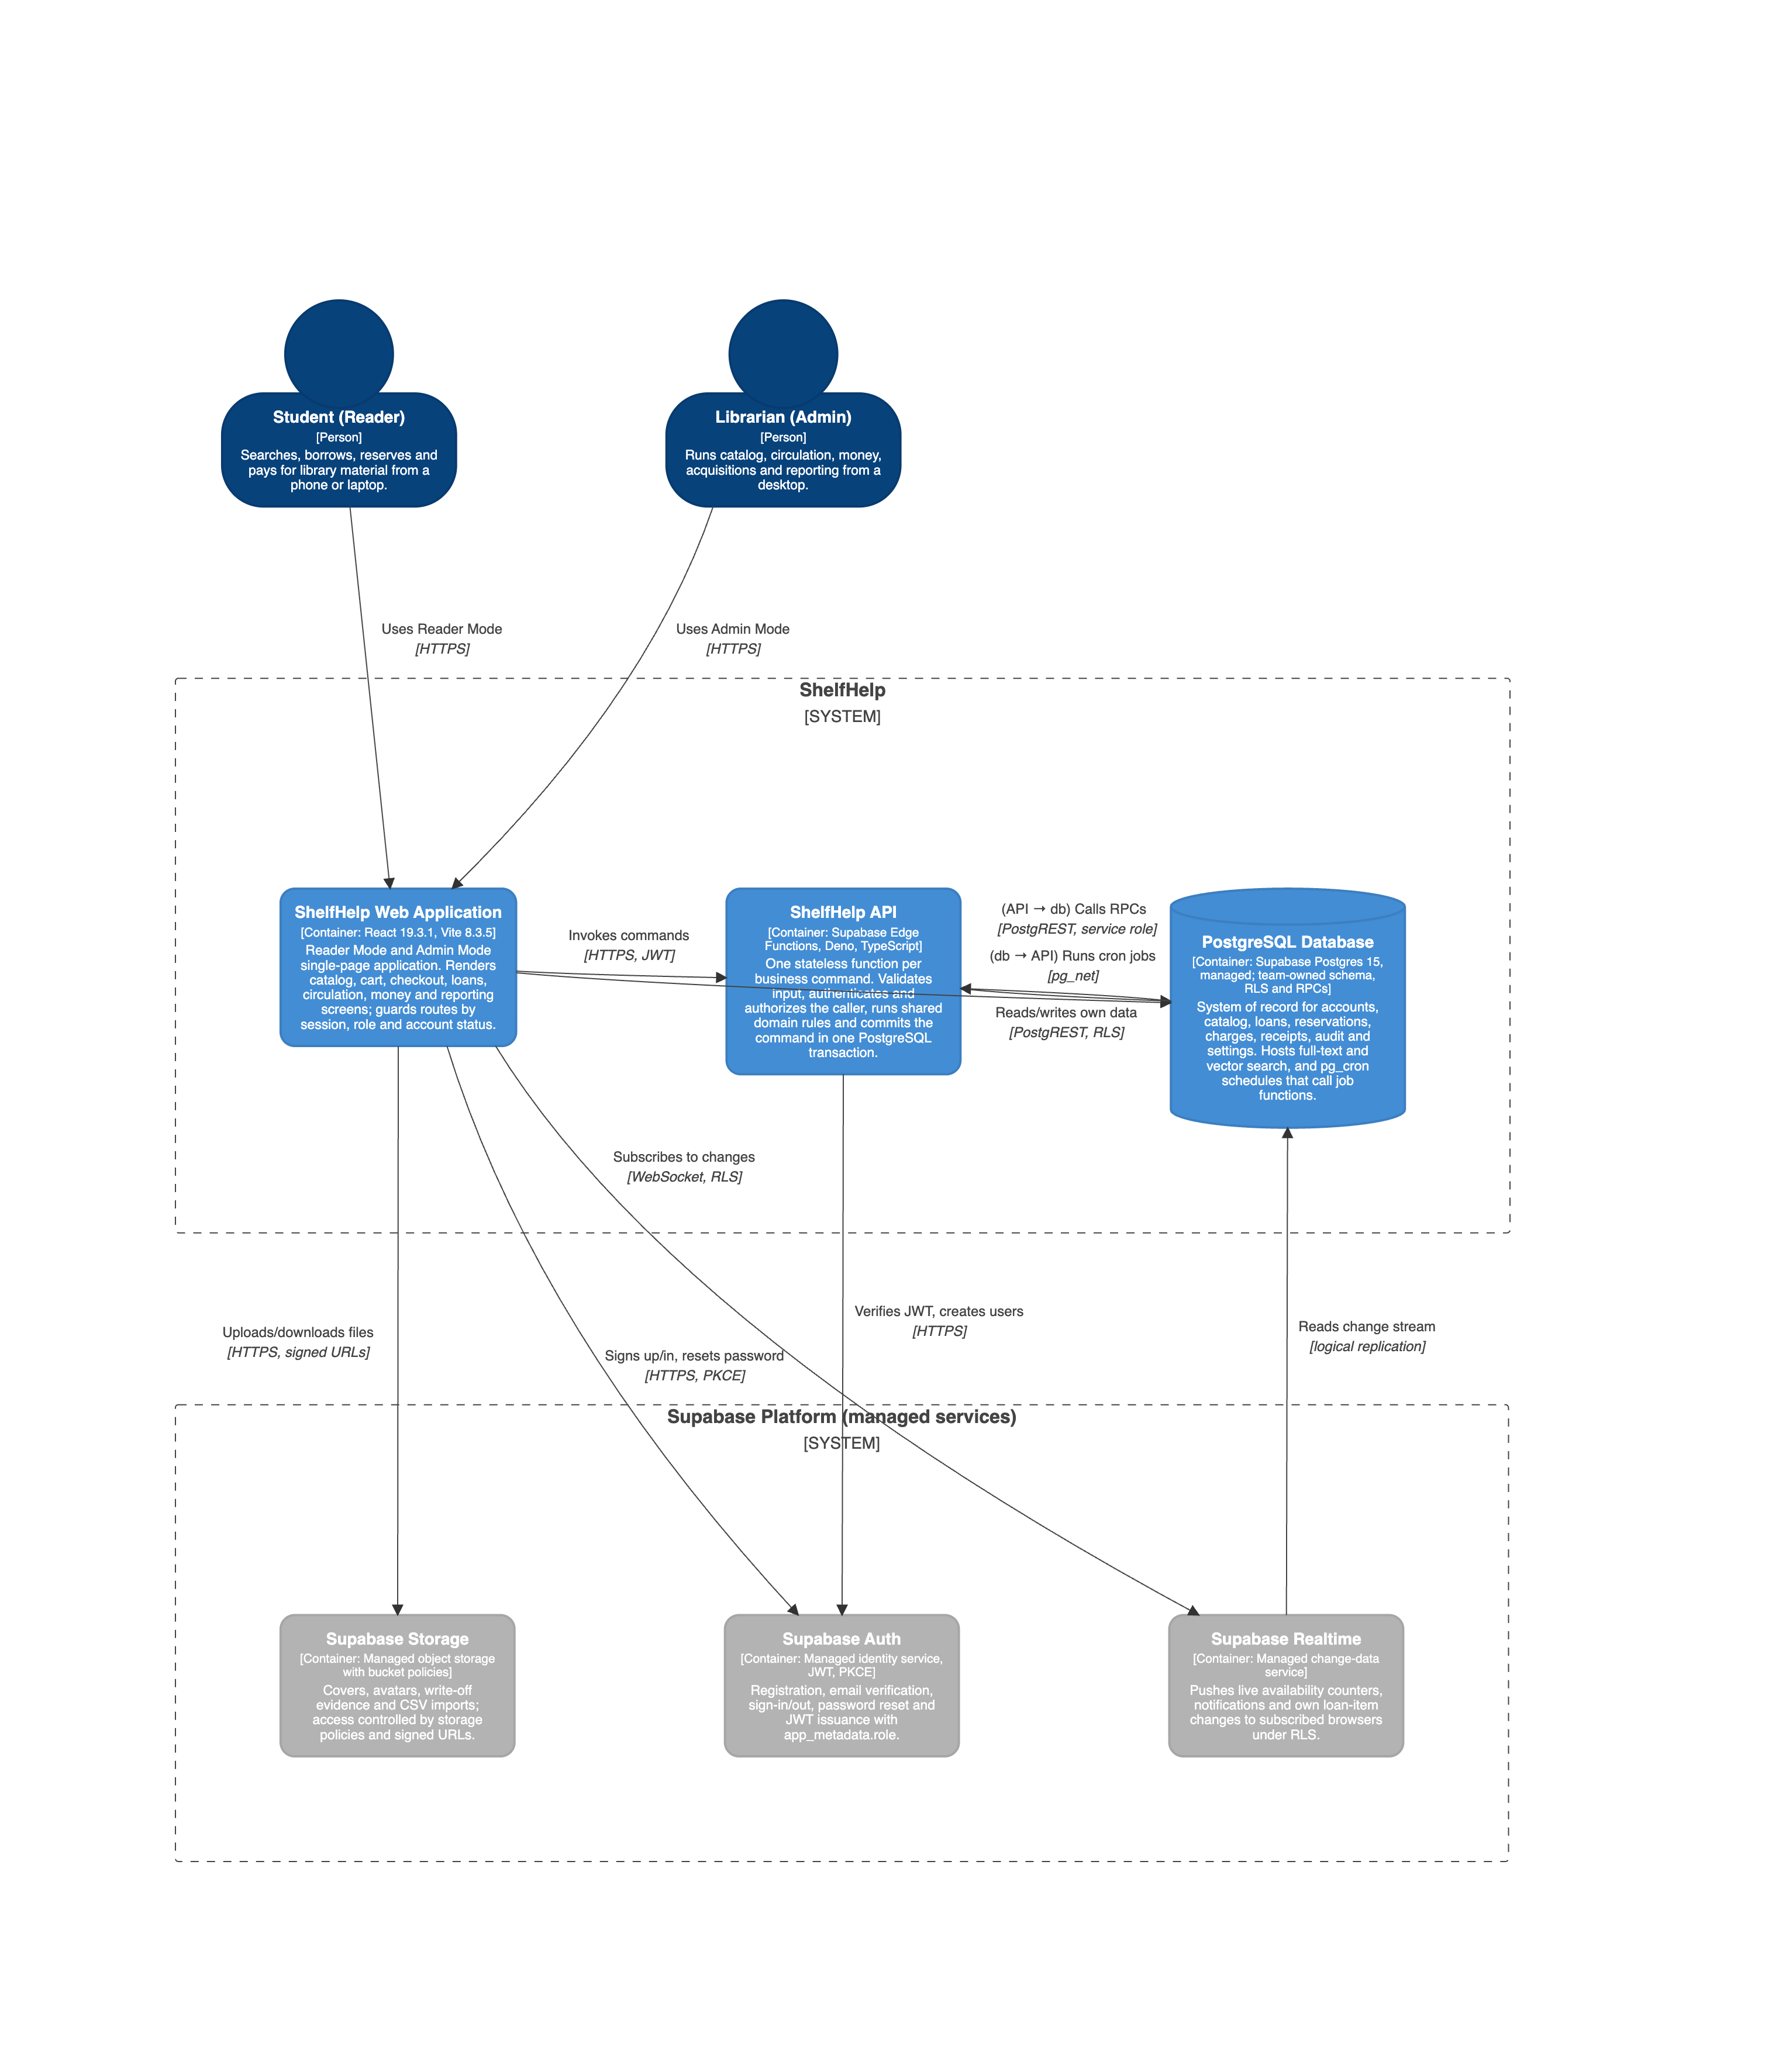 Student (Reader)
[Person]
Searches, borrows, reserves and
pays for library material from a
phone or laptop.
Librarian (Admin)
[Person]
Runs catalog, circulation, money,
acquisitions and reporting from a
desktop.
Uses Reader Mode
[HTTPS]
Uses Admin Mode
[HTTPS]
ShelfHelp
[SYSTEM]
ShelfHelp Web Application
[Container: React 19.3.1, Vite 8.3.5]
Reader Mode and Admin Mode
single-page application. Renders
catalog, cart, checkout, loans,
circulation, money and reporting
screens; guards routes by
session, role and account status.
Invokes commands
[HTTPS, JWT]
ShelfHelp API
[Container: Supabase Edge
Functions, Deno, TypeScript]
One stateless function per
business command. Validates
input, authenticates and
authorizes the caller, runs shared
domain rules and commits the
command in one PostgreSQL
transaction.
(API → db) Calls RPCs
[PostgREST, service role]
(db → API) Runs cron jobs
[pg_net]
Reads/writes own data
[PostgREST, RLS]
PostgreSQL Database
[Container: Supabase Postgres 15,
managed; team-owned schema,
RLS and RPCs]
System of record for accounts,
catalog, loans, reservations,
charges, receipts, audit and
settings. Hosts full-text and
vector search, and pg_cron
schedules that call job
functions.
Subscribes to changes
[WebSocket, RLS]
Uploads/downloads files
[HTTPS, signed URLs]
Signs up/in, resets password
[HTTPS, PKCE]
Verifies JWT, creates users
[HTTPS]
Reads change stream
[logical replication]
Supabase Platform (managed services)
[SYSTEM]
Supabase Storage
[Container: Managed object storage
with bucket policies]
Covers, avatars, write-off
evidence and CSV imports;
access controlled by storage
policies and signed URLs.
Supabase Auth
[Container: Managed identity service,
JWT, PKCE]
Registration, email verification,
sign-in/out, password reset and
JWT issuance with
app_metadata.role.
Supabase Realtime
[Container: Managed change-data
service]
Pushes live availability counters,
notifications and own loan-item
changes to subscribed browsers
under RLS.